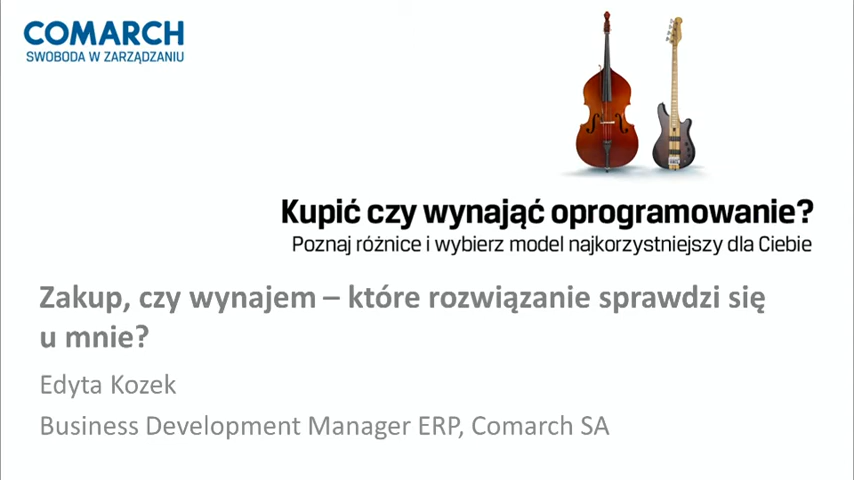 COMARCH
SWOBODA W ZARZĄDZANIU
Kupić czy wynająć oprogramowanie?
Poznaj różnice i wybierz model najkorzystniejszy dla Ciebie
Zakup, czy wynajem – które rozwiązanie sprawdzi się
u mnie?
Edyta Kozek
Business Development Manager ERP, Comarch SA